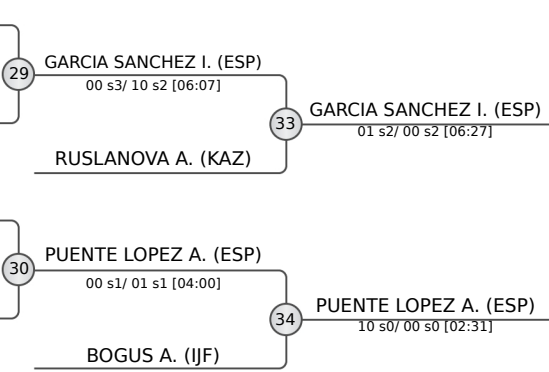 29
GARCIA SANCHEZ I. (ESP)
00 s3/ 10 s2 [06:07]
33
GARCIA SANCHEZ I. (ESP)
01 s2/ 00 s2 [06:27]
RUSLANOVA A. (KAZ)
30
PUENTE LOPEZ A. (ESP)
00 s1/ 01 s1 [04:00]
34
PUENTE LOPEZ A. (ESP)
10 s0/ 00 s0 [02:31]
BOGUS A. (IJF)